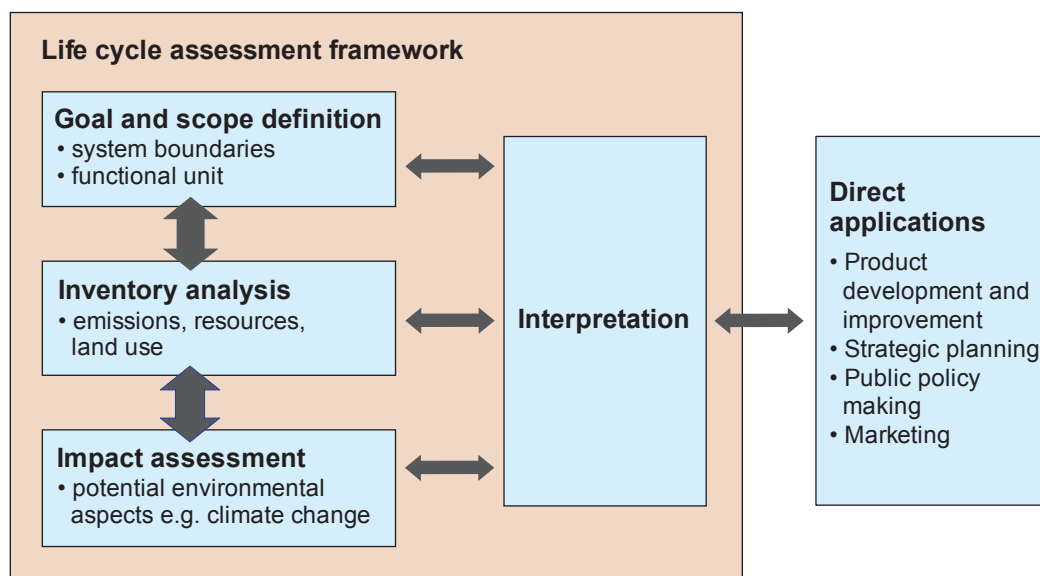 Life cycle assessment framework
Goal and scope definition
• system boundaries
• functional unit
Inventory analysis
• emissions, resources,
land use
Impact assessment
• potential environmental
aspects e.g. climate change
Interpretation
Direct
applications
• Product
development and
improvement
• Strategic planning
• Public policy
making
• Marketing